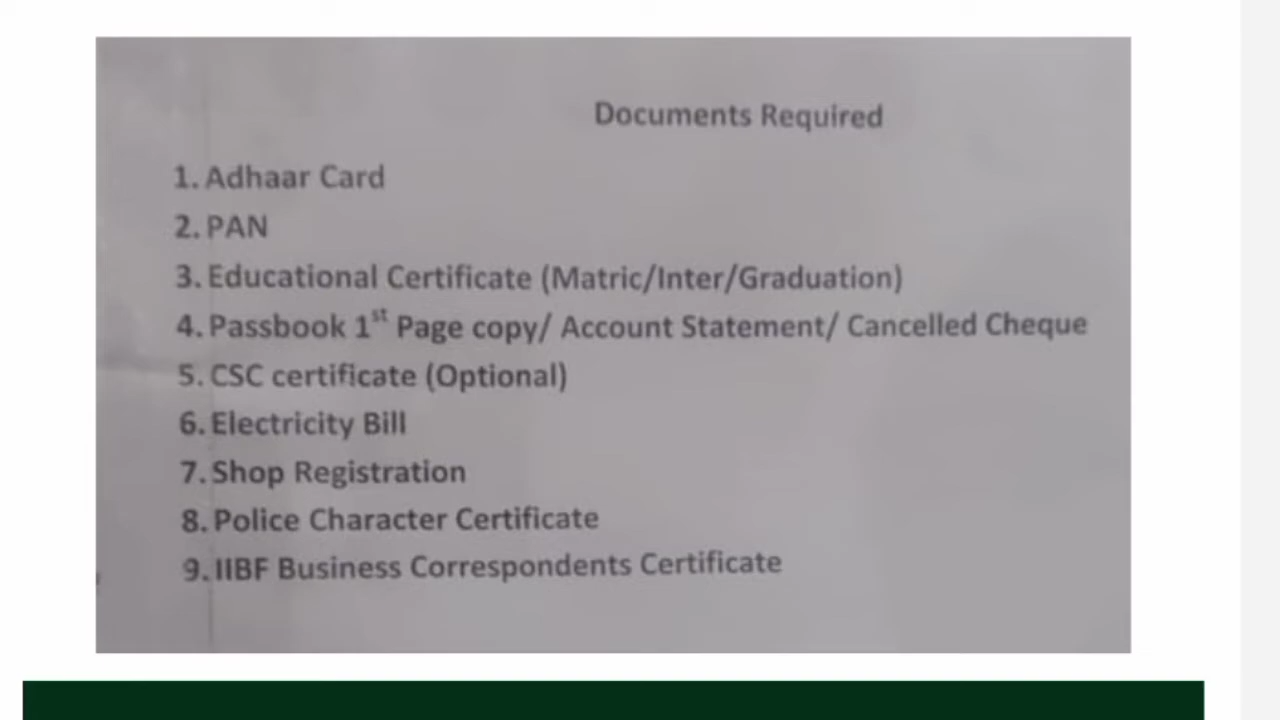 Documents Required
1. Adhaar Card
2. PAN
3. Educational Certificate (Matric/Inter/Graduation)
4. Passbook 1st Page copy/ Account Statement/ Cancelled Cheque
5. CSC certificate (Optional)
6. Electricity Bill
7. Shop Registration
8. Police Character Certificate
9. IIBF Business Correspondents Certificate